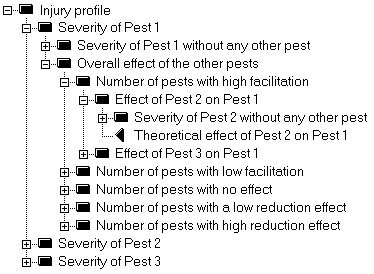 Injury profile
Severity of Pest 1
Severity of Pest 1 without any other pest
Overall effect of the other pests
Number of pests with high facilitation
Effect of Pest 2 on Pest 1
Severity of Pest 2 without any other pest
Theoretical effect of Pest 2 on Pest 1
Effect of Pest 3 on Pest 1
Number of pests with low facilitation
Number of pests with no effect
Number of pests with a low reduction effect
Number of pests with high reduction effect
Severity of Pest 2
Severity of Pest 3